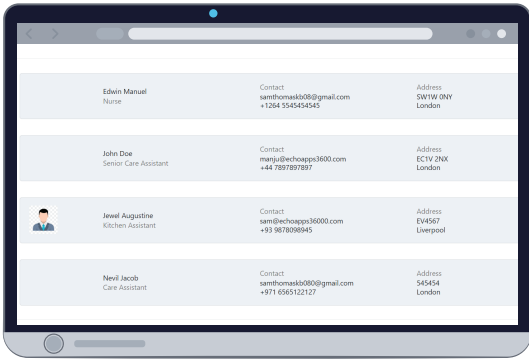 Edwin Manuel
Nurse
Contact
samthomaskb08@gmail.com
+1264 5545454545
Address
SW1W 0NY
London
John Doe
Senior Care Assistant
Contact
manju@echoapps3600.com
+44 7897897897
Address
EC1V 2NX
London
Jewel Augustine
Kitchen Assistant
Contact
sam@echoapps36000.com
+93 9878098945
Address
EV4567
Liverpool
Nevil Jacob
Care Assistant
Contact
samthomaskb080@gmail.com
+971 6565122127
Address
545454
London